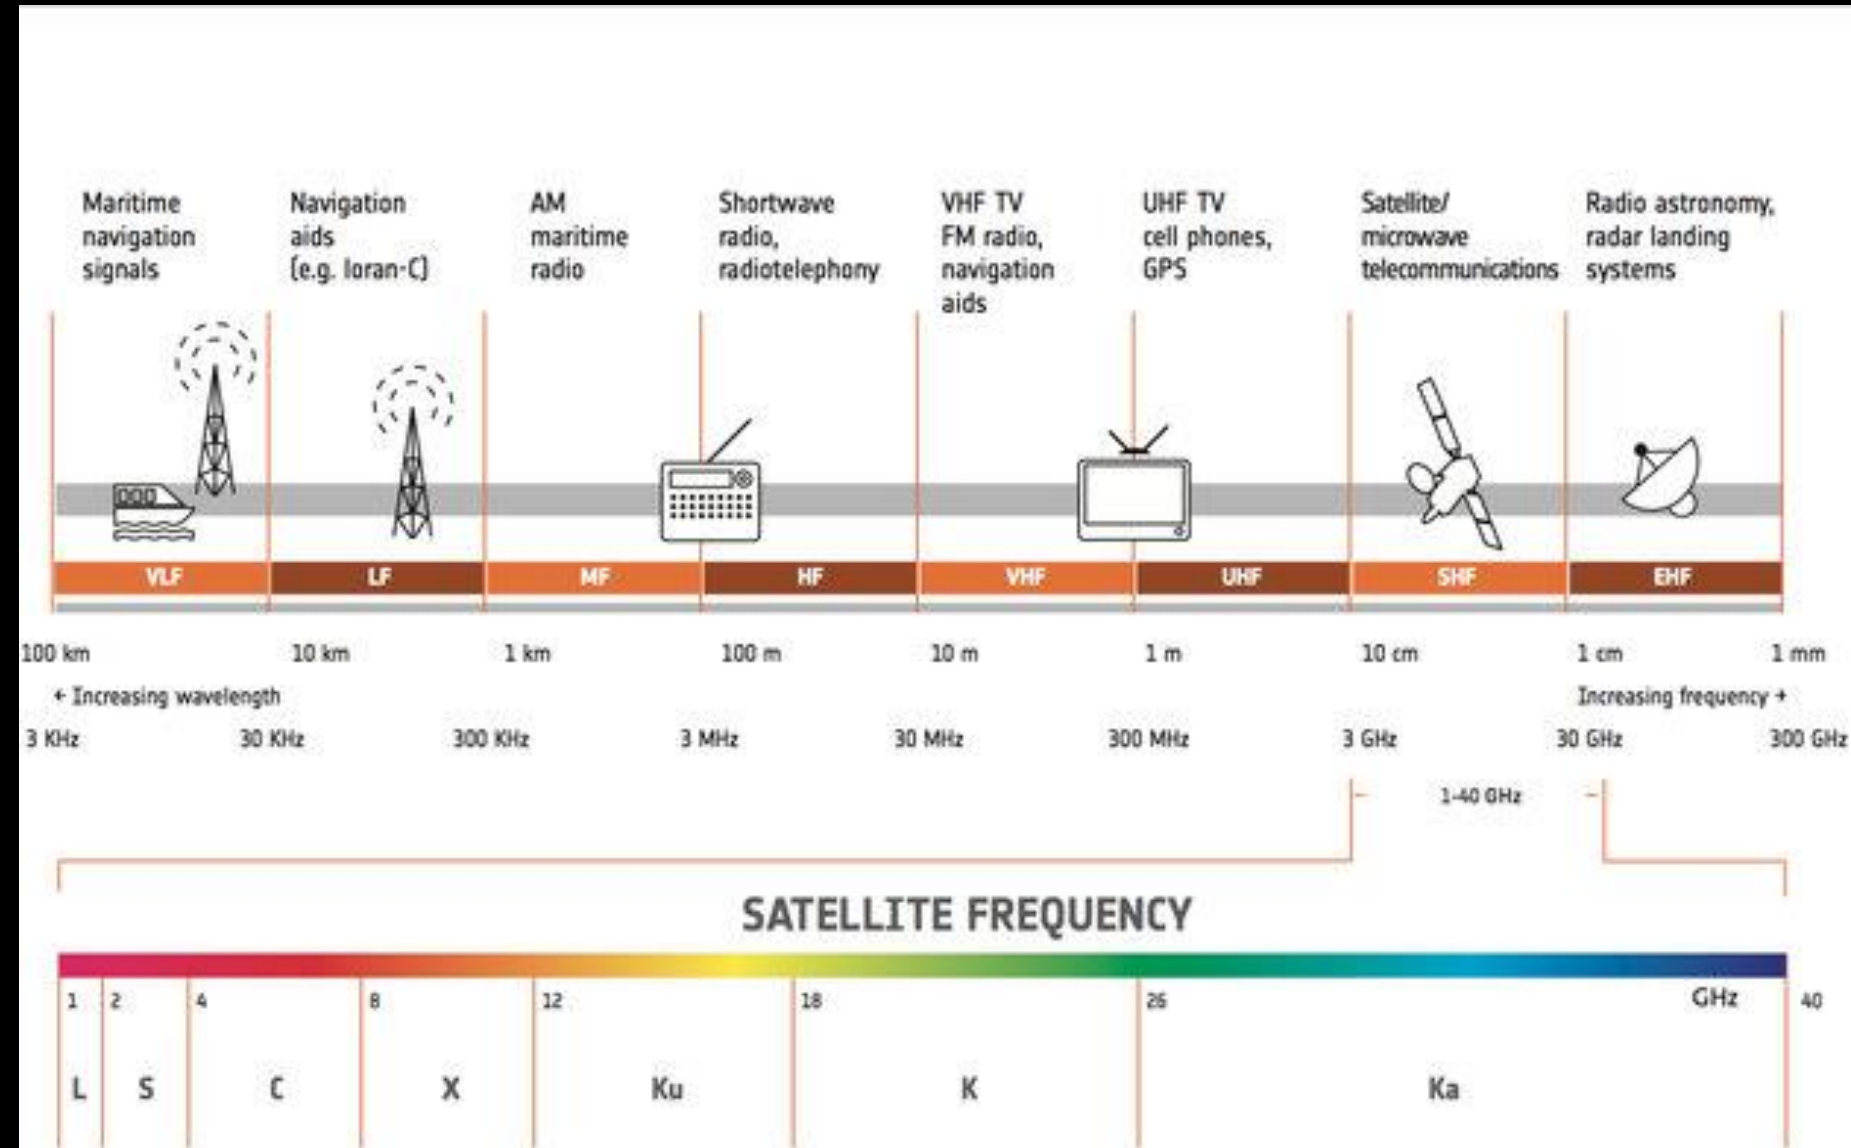 Maritime
navigation
signals
Navigation
aids
(e.g. loran-C)
AM
maritime
radio
Shortwave
radio,
radiotelephony
VHF TV
FM radio,
navigation
aids
UHF TV
cell phones,
GPS
Satellite/
microwave
telecommunications
Radio astronomy,
radar landing
systems
VLF LF MF HF VHF UHF SHF EHF
100 km 10 km 1 km 100 m 10 m 1 m 10 cm 1 cm 1 mm
← Increasing wavelength Increasing frequency →
3 KHz 30 KHz 300 KHz 3 MHz 30 MHz 300 MHz 3 GHz 30 GHz 300 GHz
1-40 GHz
SATELLITE FREQUENCY
1 2 4 8 12 18 26 GHz 40
L S C X Ku K Ka